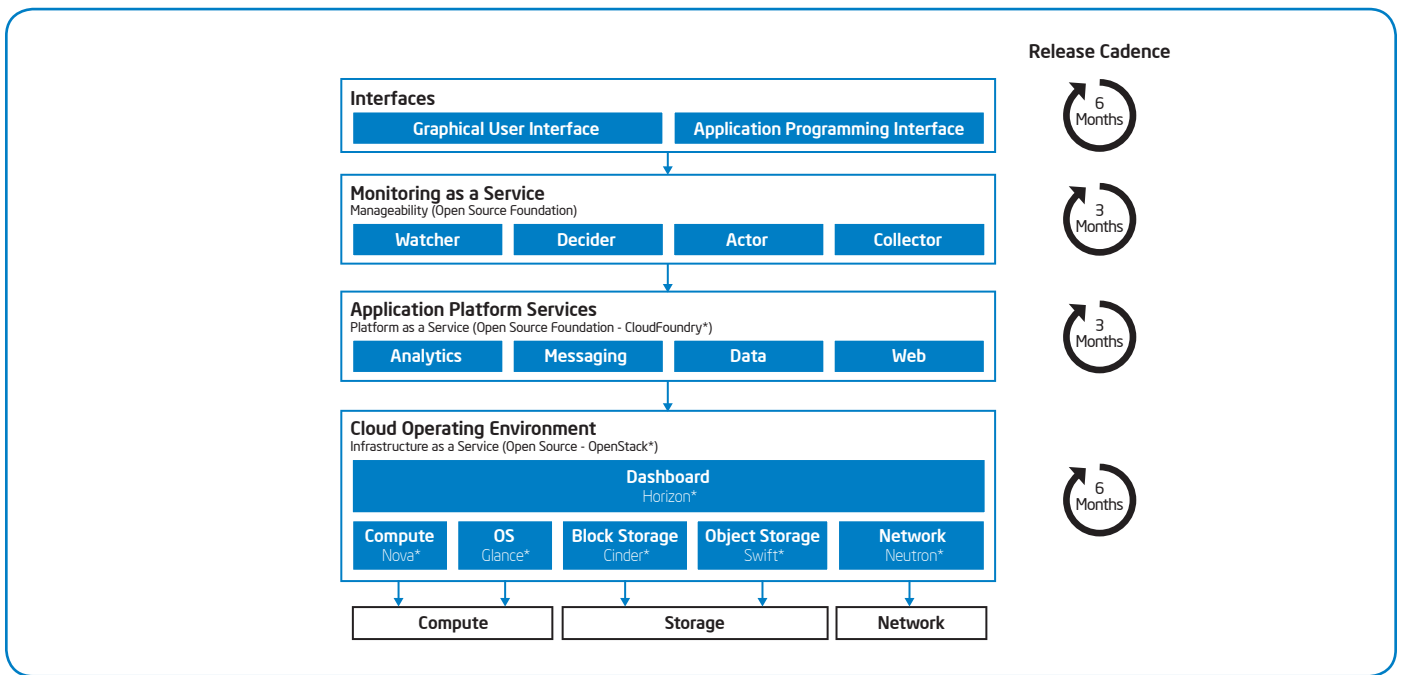 Release Cadence
Interfaces
Graphical User Interface
Application Programming Interface
6
Months
Monitoring as a Service
Manageability (Open Source Foundation)
Watcher
Decider
Actor
Collector
3
Months
Application Platform Services
Platform as a Service (Open Source Foundation - CloudFoundry*)
Analytics
Messaging
Data
Web
3
Months
Cloud Operating Environment
Infrastructure as a Service (Open Source - OpenStack*)
Dashboard
Horizon*
6
Months
Compute
Nova*
OS
Glance*
Block Storage
Cinder*
Object Storage
Swift*
Network
Neutron*
Compute
Storage
Network